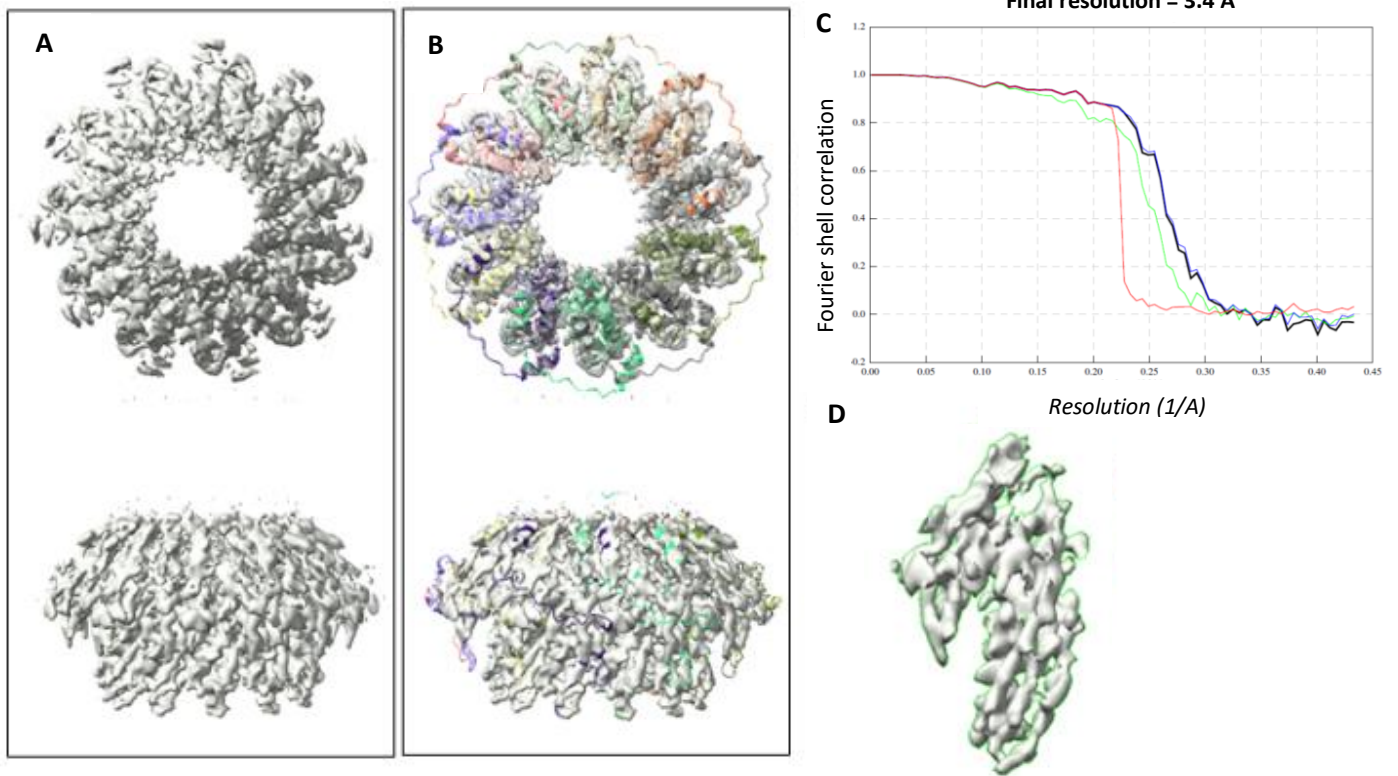 Final resolution = 3.4 A
A
B
C
1.2
1.0
0.8
0.6
0.4
0.2
0.0
0.2
Fourier shell correlation
0.00 0.05 0.10 0.15 0.20 0.25 0.30 0.35 0.40 0.45
Resolution (1/A)
D